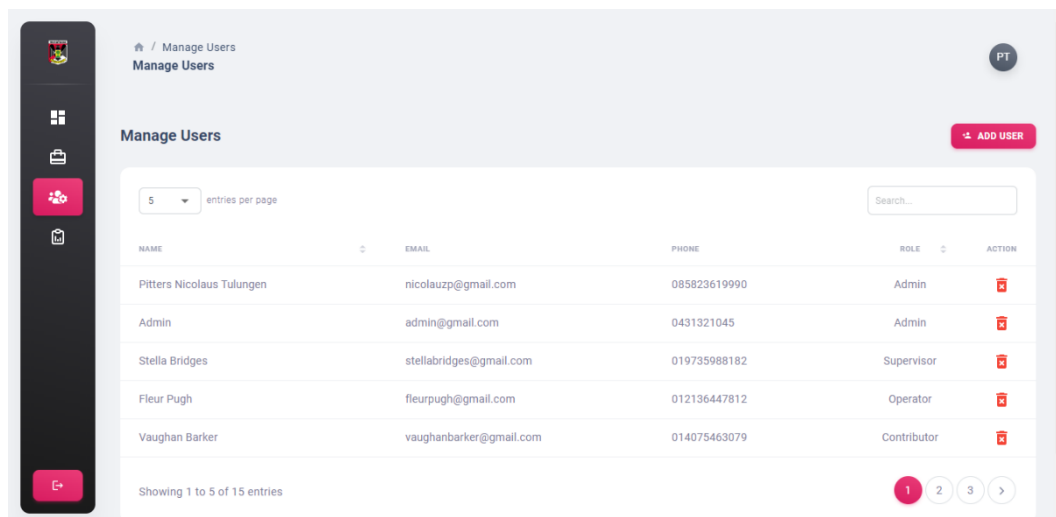 / Manage Users
Manage Users
PT
Manage Users
ADD USER
5 entries per page
Search...
NAME EMAIL PHONE ROLE ACTION
Pitters Nicolaus Tulungen nicolauzp@gmail.com 085823619990 Admin
Admin admin@gmail.com 0431321045 Admin
Stella Bridges stellabridges@gmail.com 019735988182 Supervisor
Fleur Pugh fleurpugh@gmail.com 012136447812 Operator
Vaughan Barker vaughanbarker@gmail.com 014075463079 Contributor
Showing 1 to 5 of 15 entries
1 2 3 >